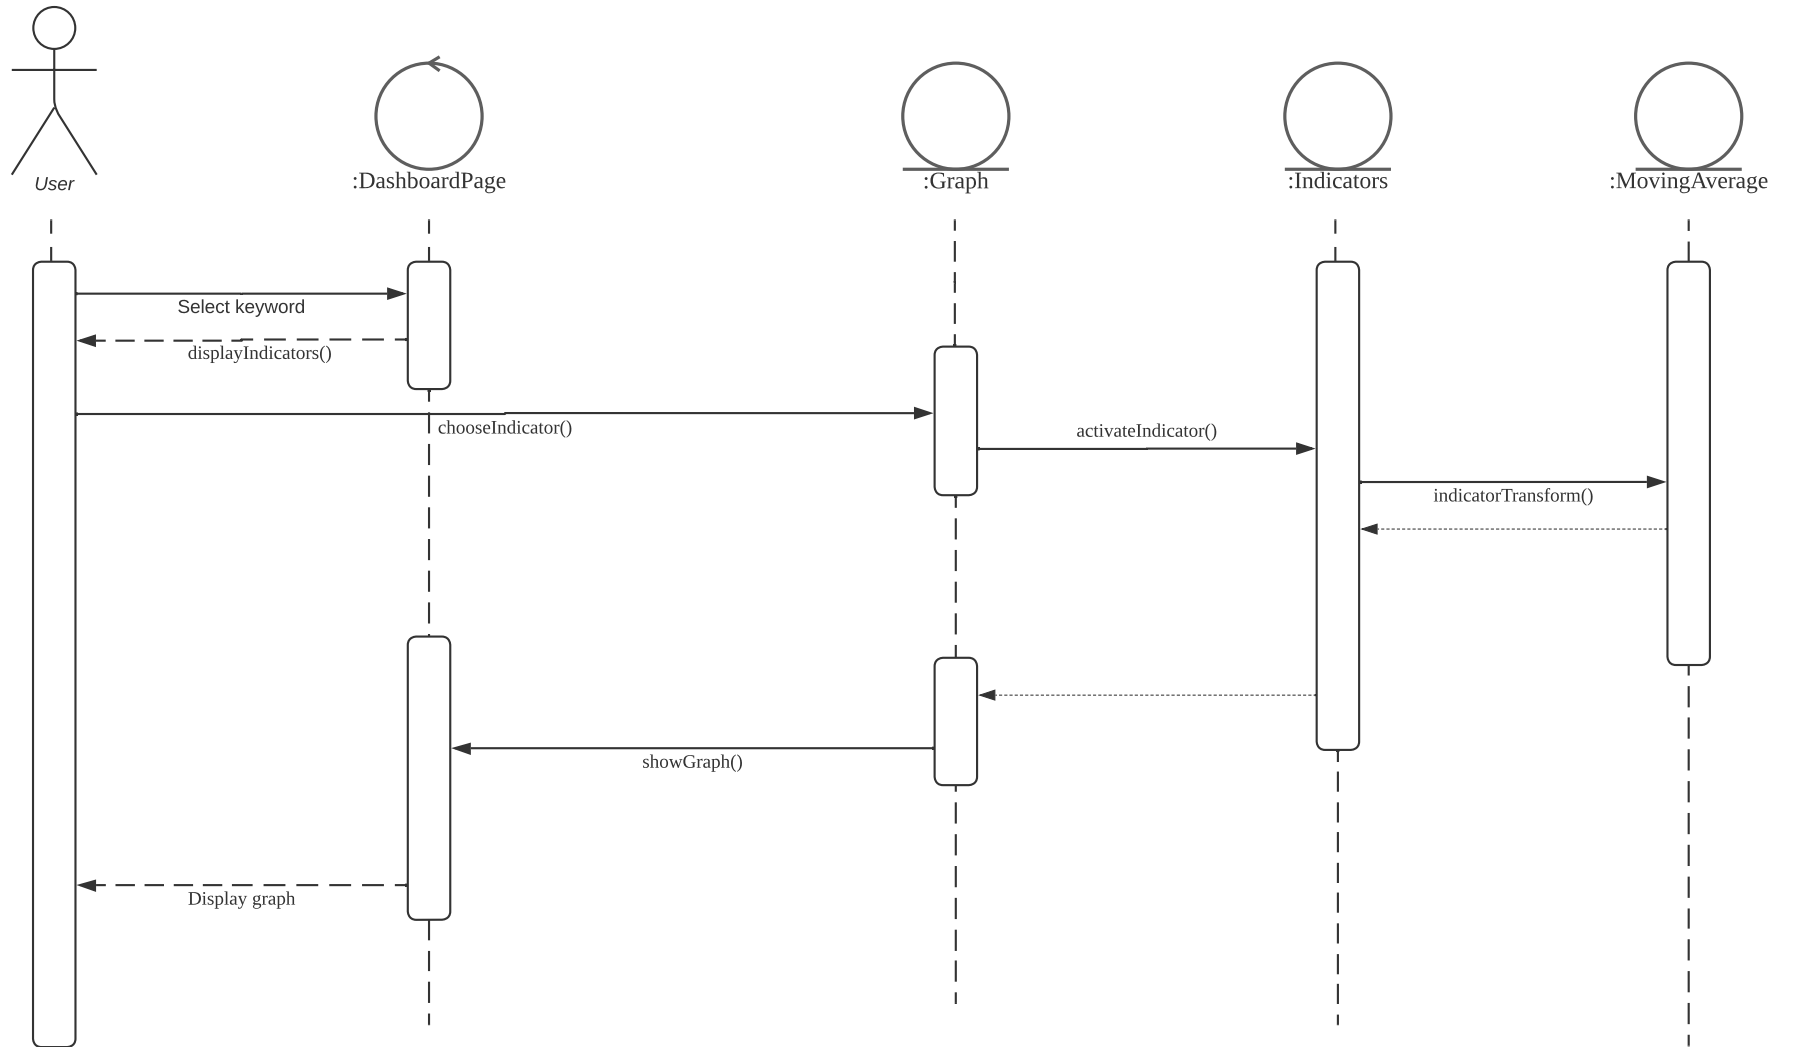 User
:DashboardPage
:Graph
:Indicators
:MovingAverage
Select keyword
displayIndicators()
chooseIndicator()
activateIndicator()
indicatorTransform()
showGraph()
Display graph